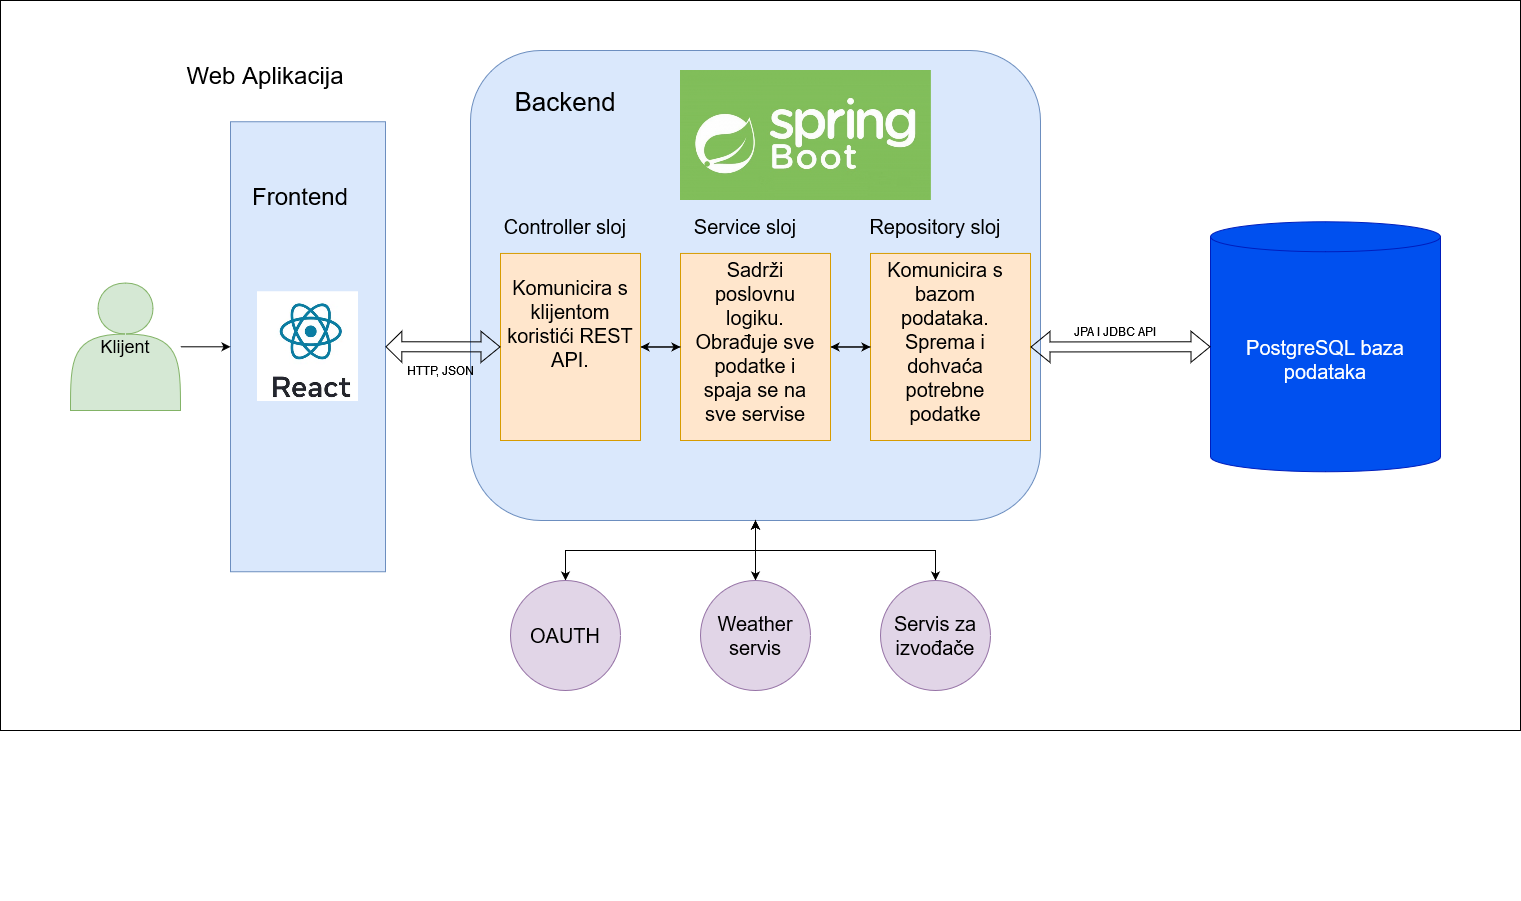 Web Aplikacija
Backend
spring
Boot
Frontend
Controller sloj
Service sloj
Repository sloj
Komunicira s
klijentom
koristići REST
API.
Sadrži
poslovnu
logiku.
Obrađuje sve
podatke i
spaja se na
sve servise
Komunicira s
bazom
podataka.
Sprema i
dohvaća
potrebne
podatke
Klijent
React
HTTP, JSON
JPA I JDBC API
PostgreSQL baza
podataka
OAUTH
Weather
servis
Servis za
izvođače